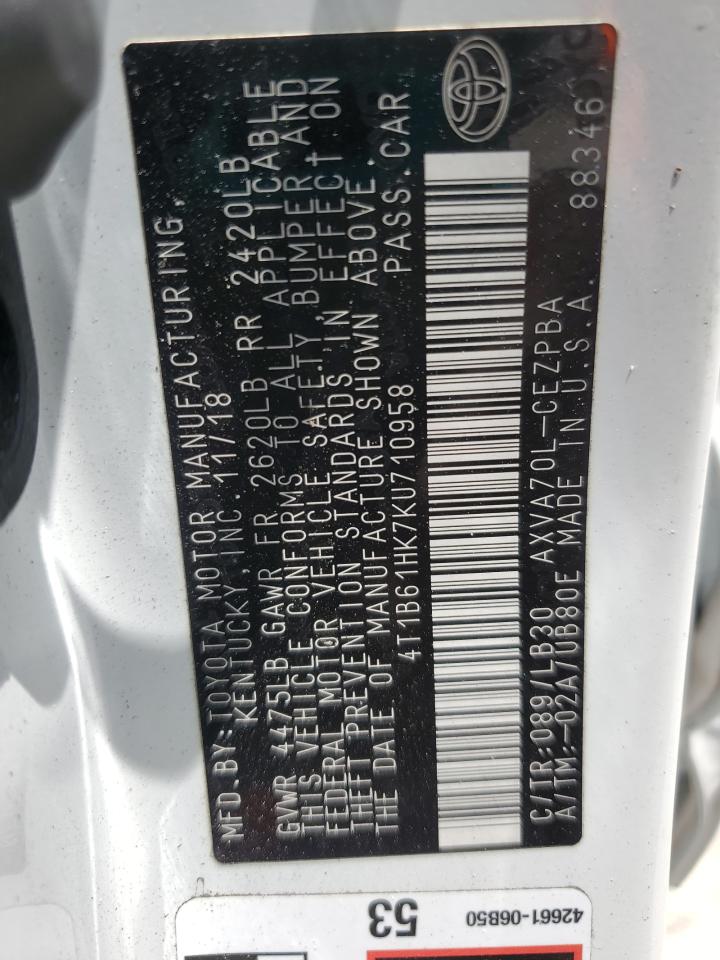 MFD.BY:TOYOTA MOTOR MANUFACTURING,
KENTUCKY,INC. 11/18
GVWR 4475LB GAWR FR 2620LB RR 2420LB
THIS VEHICLE CONFORMS TO ALL APPLICABLE
FEDERAL MOTOR VEHICLE SAFETY,BUMPER AND
THEFT PREVENTION STANDARDS IN EFFECT ON
THE DATE OF MANUFACTURE SHOWN ABOVE.
4T1B61HK7KU710958 PASS.CAR
C/TR:089/LB30 AXVA70L-CEZPBA
A/TM:-02A/UB80E MADE IN U.S.A. 88346
53
42661-06B50